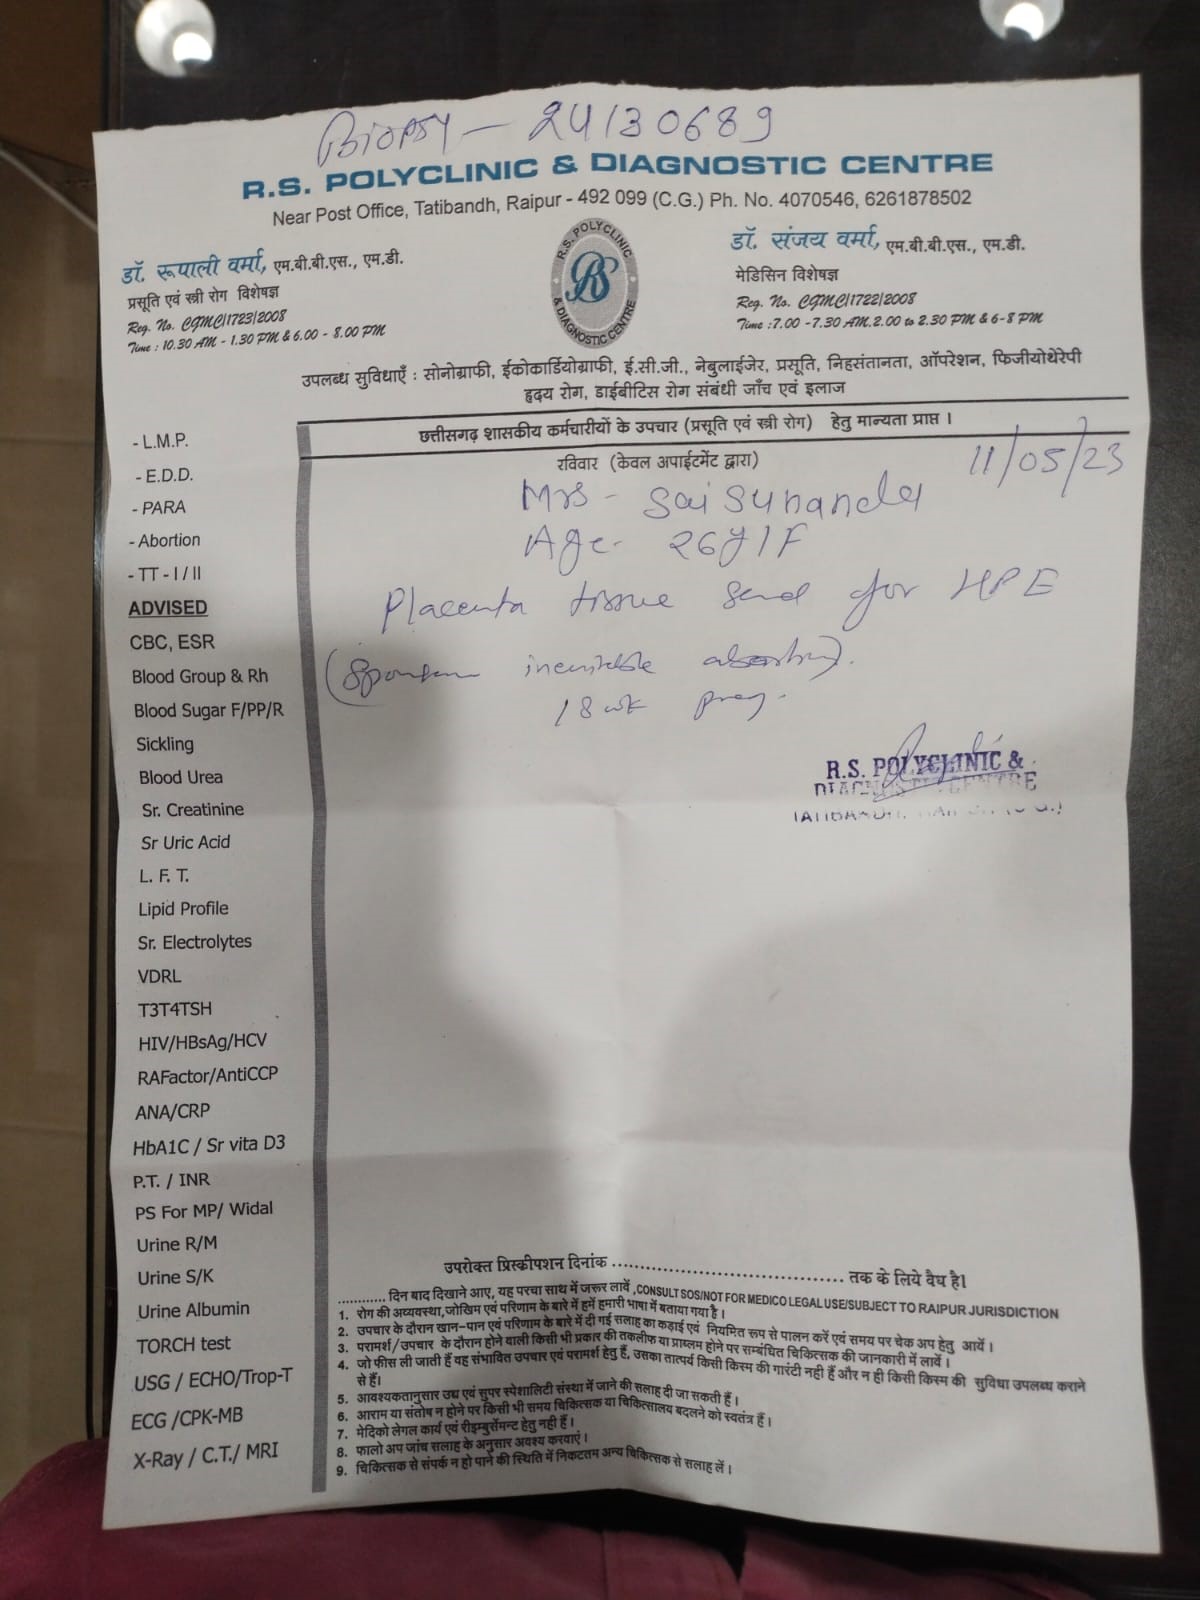 Biopsy - 24130689
R.S. POLYCLINIC & DIAGNOSTIC CENTRE
Near Post Office, Tatibandh, Raipur - 492 099 (C.G.) Ph. No. 4070546, 6261878502
डॉ. रूपाली वर्मा, एम.बी.बी.एस., एम.डी.
प्रसूति एवं स्त्री रोग विशेषज्ञ
Reg. No. CGMC/1723/2008
Time : 10.30 AM - 1.30 PM & 6.00 - 8.00 PM
R.S. POLYCLINIC
RS
& DIAGNOSTIC CENTRE
डॉ. संजय वर्मा, एम.बी.बी.एस., एम.डी.
मेडिसिन विशेषज्ञ
Reg. No. CGMC/1722/2008
Time :7.00 -7.30 AM.2.00 to 2.30 PM & 6-8 PM
उपलब्ध सुविधाएँ : सोनोग्राफी, ईकोकार्डियोग्राफी, ई.सी.जी., नेबुलाईजेर, प्रसूति, निहसंतानता, ऑपरेशन, फिजीयोथेरेपी
हृदय रोग, डाईबीटिस रोग संबंधी जाँच एवं इलाज
छत्तीसगढ़ शासकीय कर्मचारीयों के उपचार (प्रसूति एवं स्त्री रोग) हेतु मान्यता प्राप्त ।
रविवार (केवल अपाईटमेंट द्वारा)
11/05/23
Mrs - Sai Sunanda
Age - 26y/F
Placenta tissue send for HPE
inevitable
18 wk preg.
R.S. POLYCLINIC &
DIAGNOSTIC CENTRE
TATIBANDH,
- L.M.P.
- E.D.D.
- PARA
- Abortion
- TT - I / II
ADVISED
CBC, ESR
Blood Group & Rh
Blood Sugar F/PP/R
Sickling
Blood Urea
Sr. Creatinine
Sr Uric Acid
L. F. T.
Lipid Profile
Sr. Electrolytes
VDRL
T3T4TSH
HIV/HBsAg/HCV
RAFactor/AntiCCP
ANA/CRP
HbA1C / Sr vita D3
P.T. / INR
PS For MP/ Widal
Urine R/M
Urine S/K
Urine Albumin
TORCH test
USG / ECHO/Trop-T
ECG /CPK-MB
X-Ray / C.T./ MRI
उपरोक्त प्रिस्कीपशन दिनांक ........................................ तक के लिये वैघ है।
............ दिन बाद दिखाने आए, यह परचा साथ में जरूर लावें ,CONSULT SOS/NOT FOR MEDICO LEGAL USE/SUBJECT TO RAIPUR JURISDICTION
1. रोग की अव्यवस्था,जोखिम एवं परिणाम के बारे में हमें हमारी भाषा में बताया गया है ।
2. उपचार के दौरान खान-पान एवं परिणाम के बारे में दी गई सलाह का कड़ाई एवं नियमित रूप से पालन करें एवं समय पर चेक अप हेतु आयें ।
3. परामर्श/उपचार के दौरान होने वाली किसी भी प्रकार की तकलीफ या प्राब्लम होने पर सम्बंधित चिकित्सक की जानकारी में लावें ।
4. जो फीस ली जाती हैं वह संभावित उपचार एवं परामर्श हेतु हैं, उसका तात्पर्य किसी किस्म की गारंटी नही हैं और न ही किसी किस्म की सुविधा उपलब्ध कराने
से हैं।
5. आवश्यकतानुसार उच्च एवं सुपर स्पेशालिटी संस्था में जाने की सलाह दी जा सकती हैं ।
6. आराम या संतोष न होने पर किसी भी समय चिकित्सक या चिकित्सालय बदलने को स्वतंत्र हैं ।
7. मेदिको लेगल कार्य एवं रीइम्बुर्सेमन्ट हेतु नही हैं ।
8. फालो अप जांच सलाह के अनुसार अवश्य करवाएं ।
9. चिकित्सक से संपर्क न हो पाने की स्थिति में निकटतम अन्य चिकित्सक से सलाह लें ।